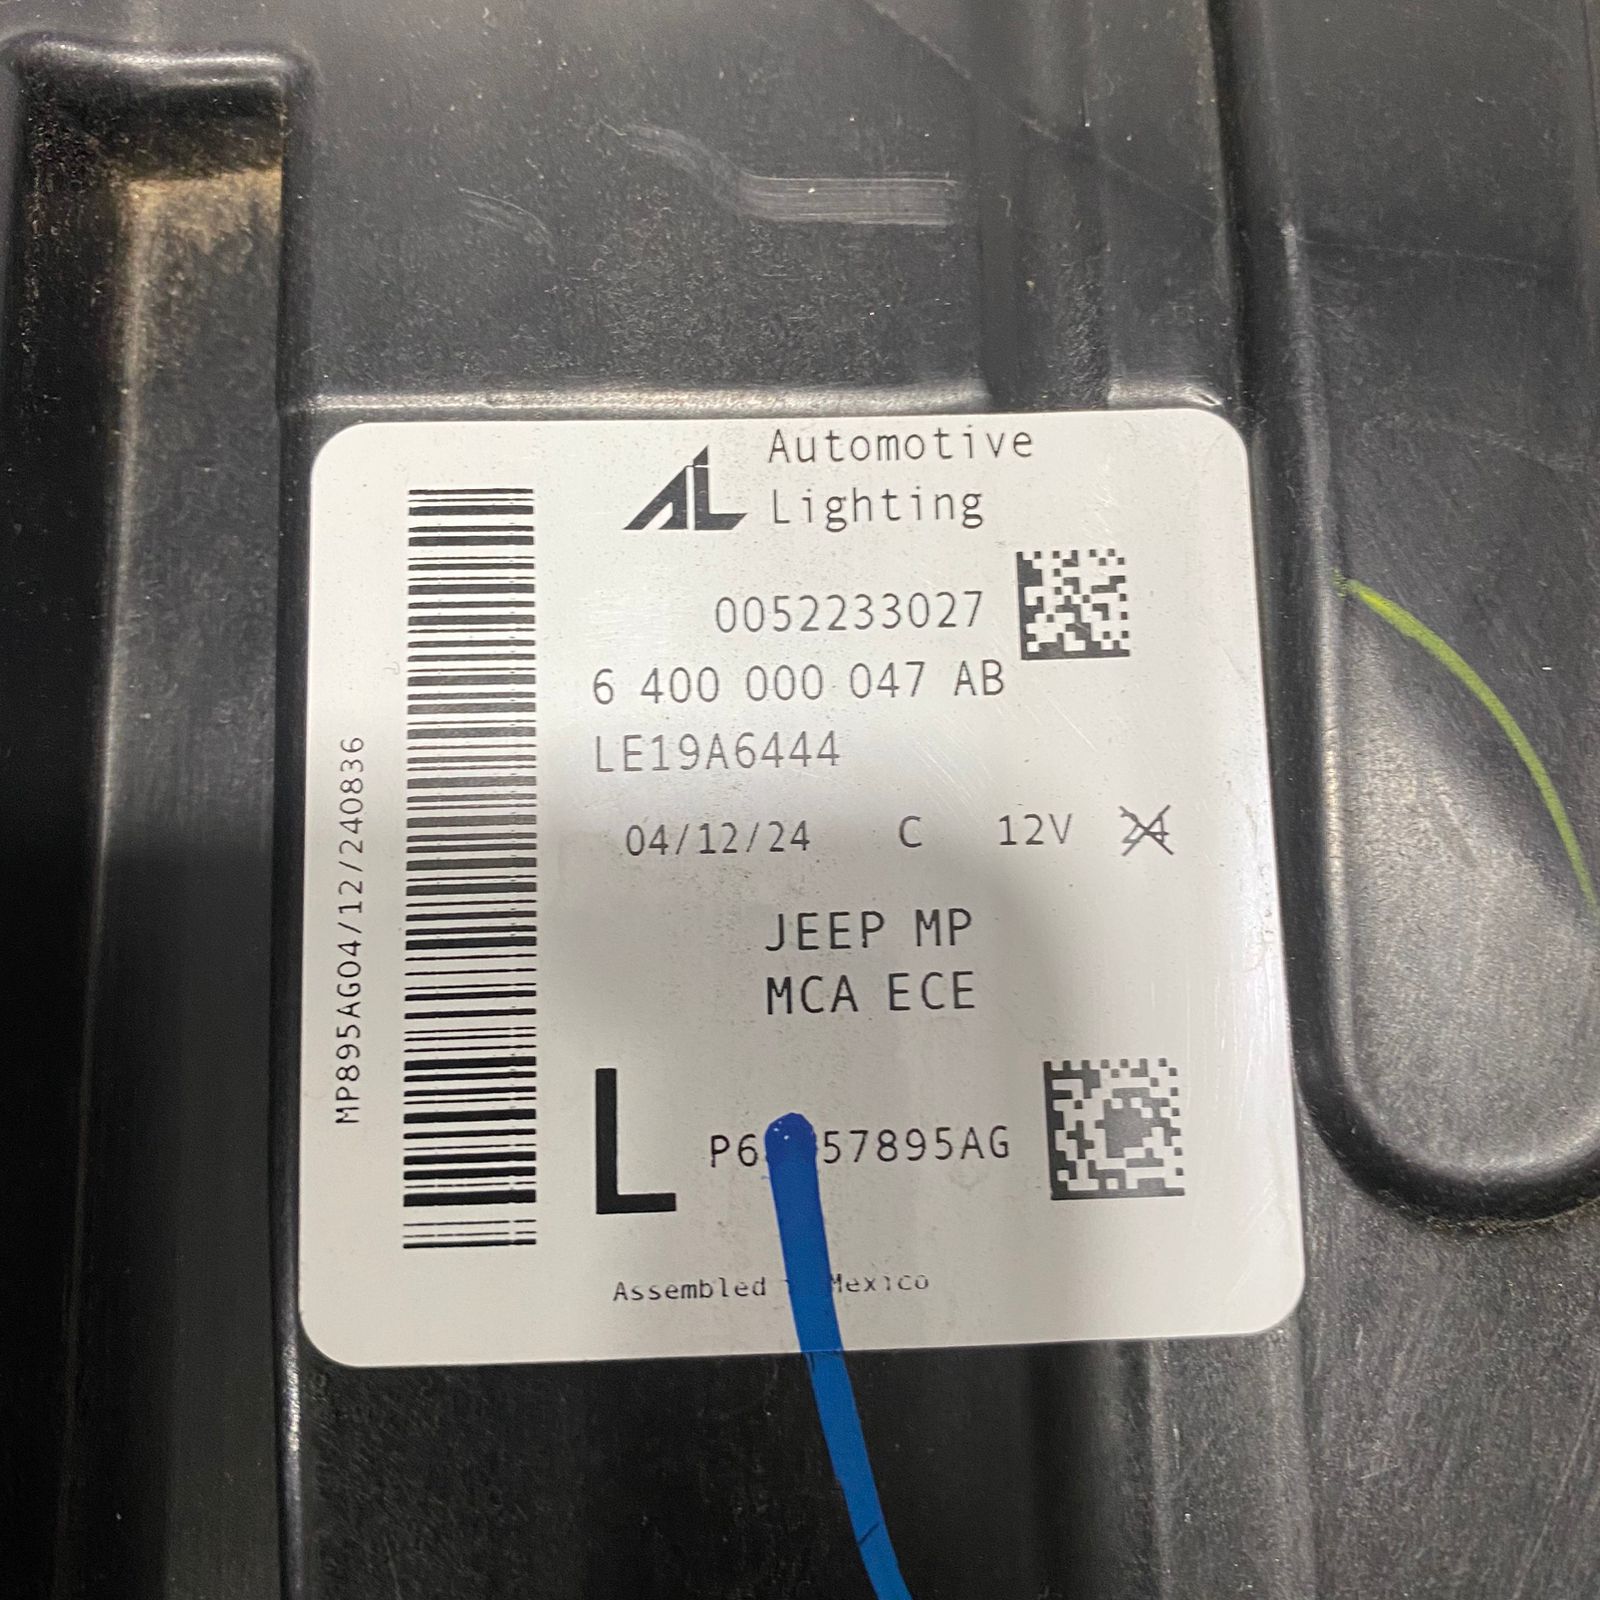 AL Automotive
Lighting
0052233027
6 400 000 047 AB
LE19A6444
04/12/24 C 12V
JEEP MP
MCA ECE
L
Assembled Mexico
MP895AG04/12/240836